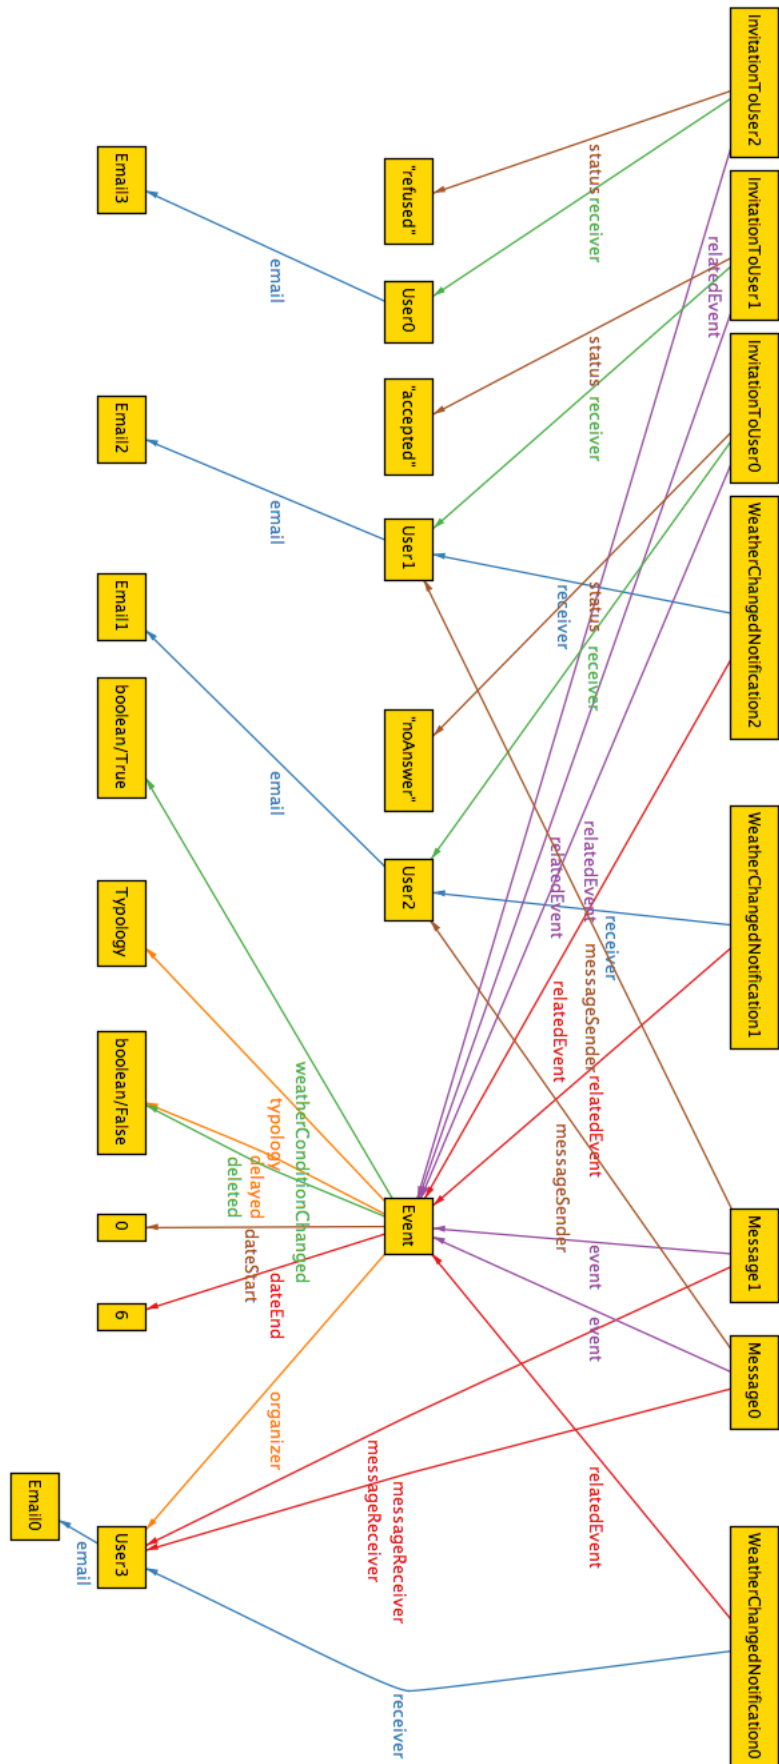 InvitationToUser2
InvitationToUser1
InvitationToUser0
WeatherChangedNotification2
WeatherChangedNotification1
Message1
Message0
WeatherChangedNotification0
relatedEvent
status
receiver
status
receiver
status
receiver
receiver
relatedEvent
relatedEvent
receiver
messageSender
relatedEvent
relatedEvent
messageSender
event
event
relatedEvent
"refused"
User0
"accepted"
User1
"noAnswer"
User2
Event
messageReceiver
messageReceiver
receiver
email
email
email
weatherConditionChanged
typology
delayed
deleted
dateStart
dateEnd
organizer
Email3
Email2
Email1
boolean/True
Typology
boolean/False
0
6
User3
email
Email0